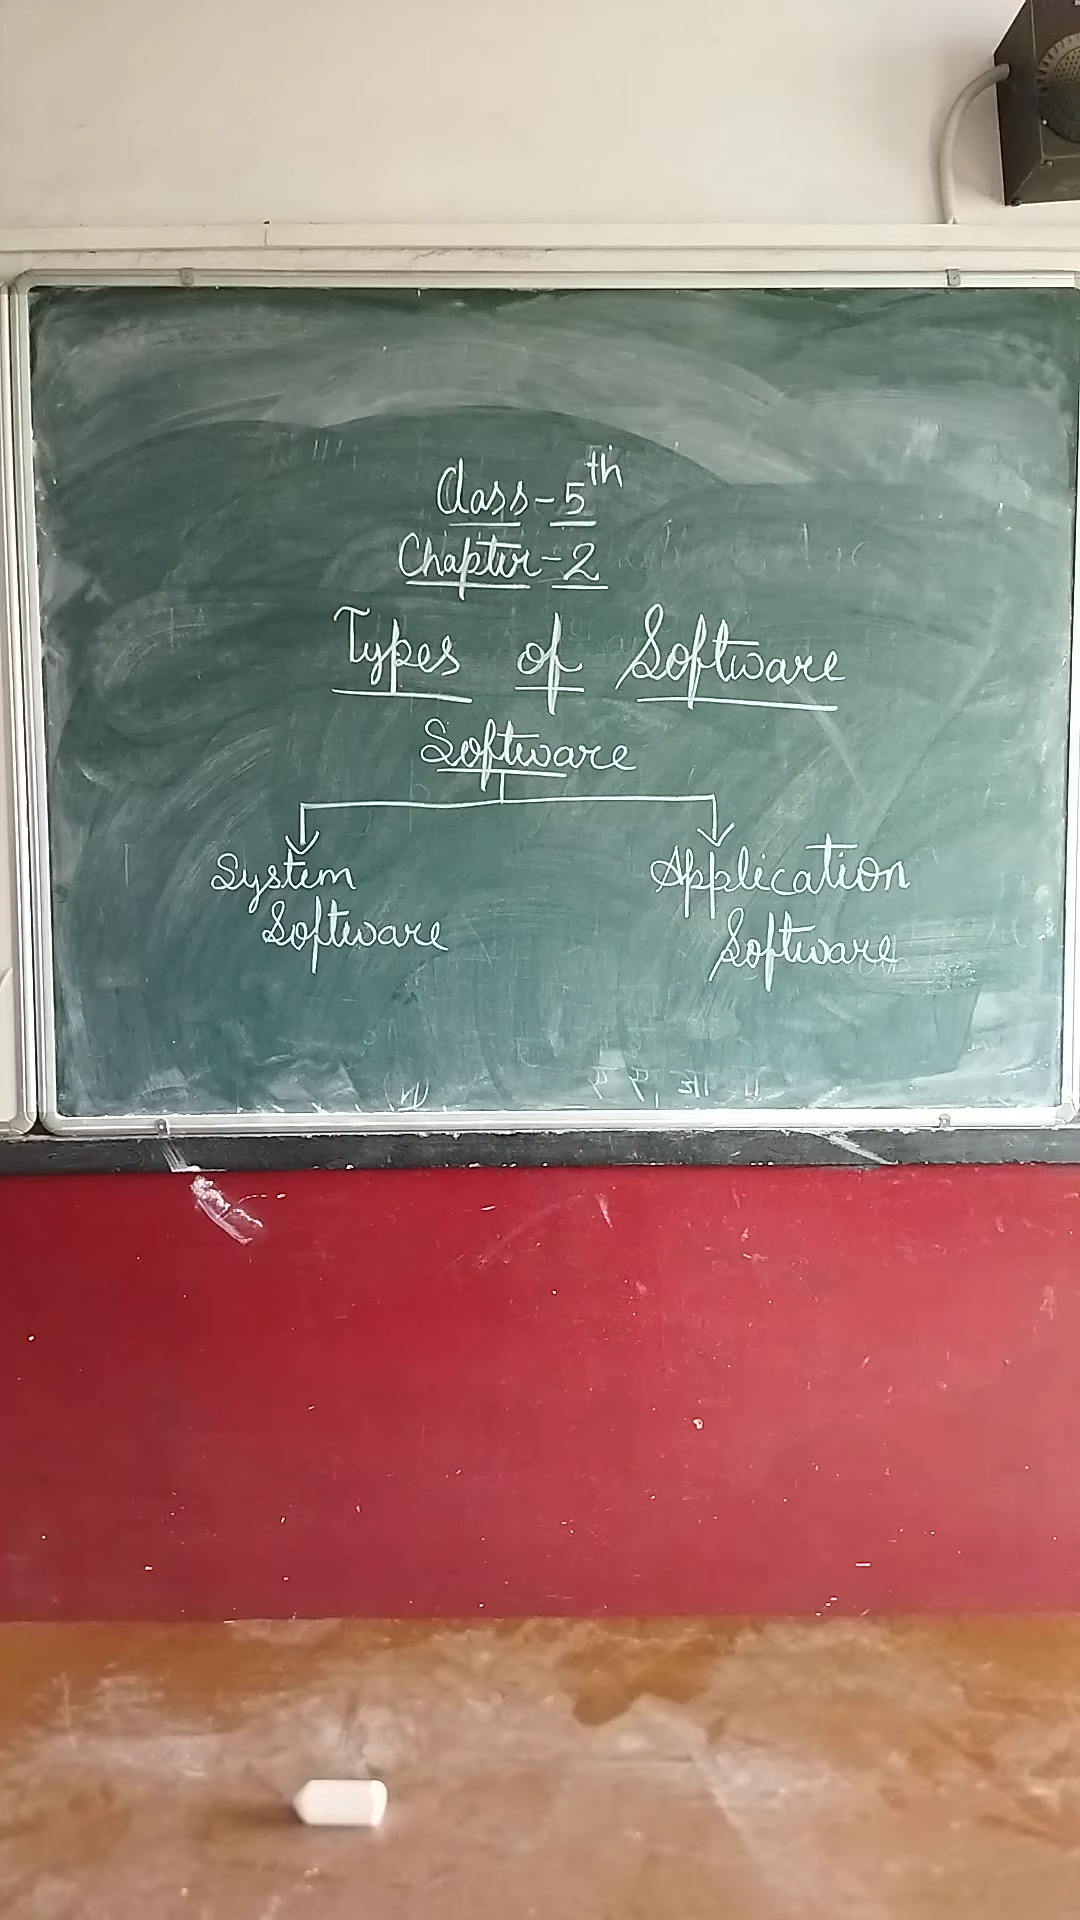 Class-5th
Chapter-2
Types of Software
Software
System
Software
Application
Software